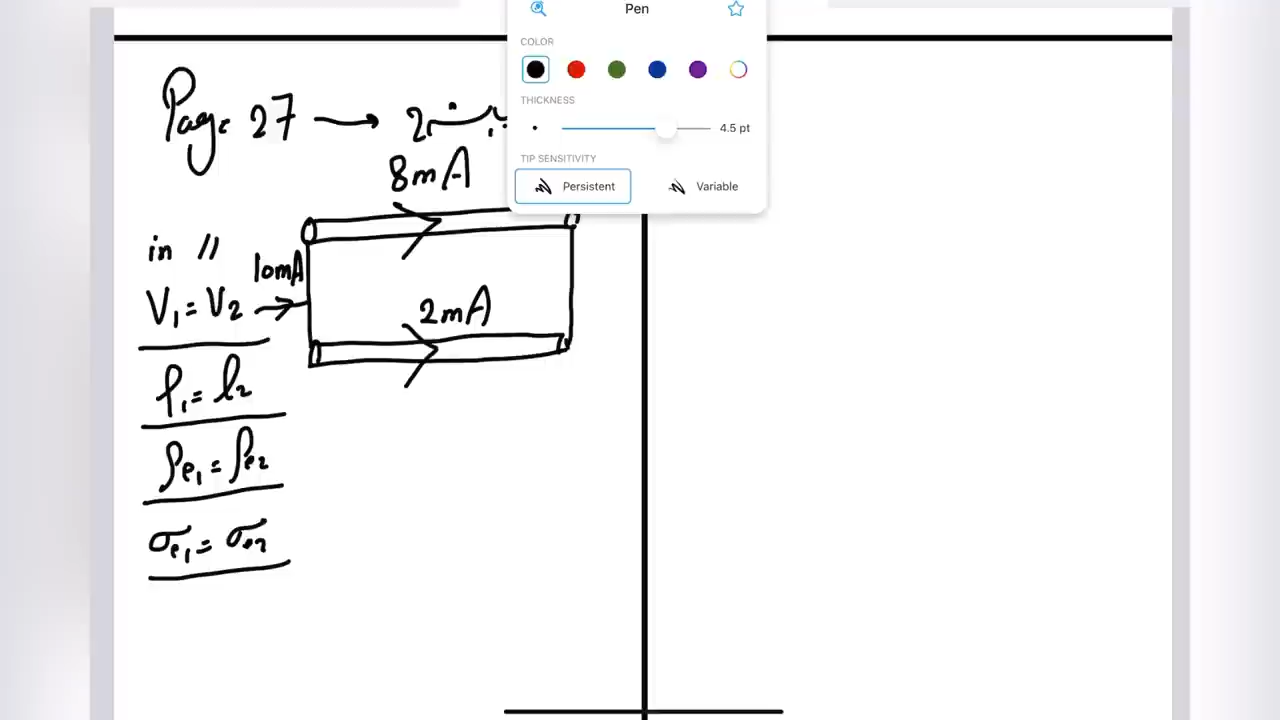 Pen
COLOR
THICKNESS
4.5 pt
TIP SENSITIVITY
Persistent
Variable
Page 27 → 2
8mA
in //
10mA
V₁ = V₂
2mA
l₁ = l₂
ρe₁ = ρe₂
σe₁ = σe₂